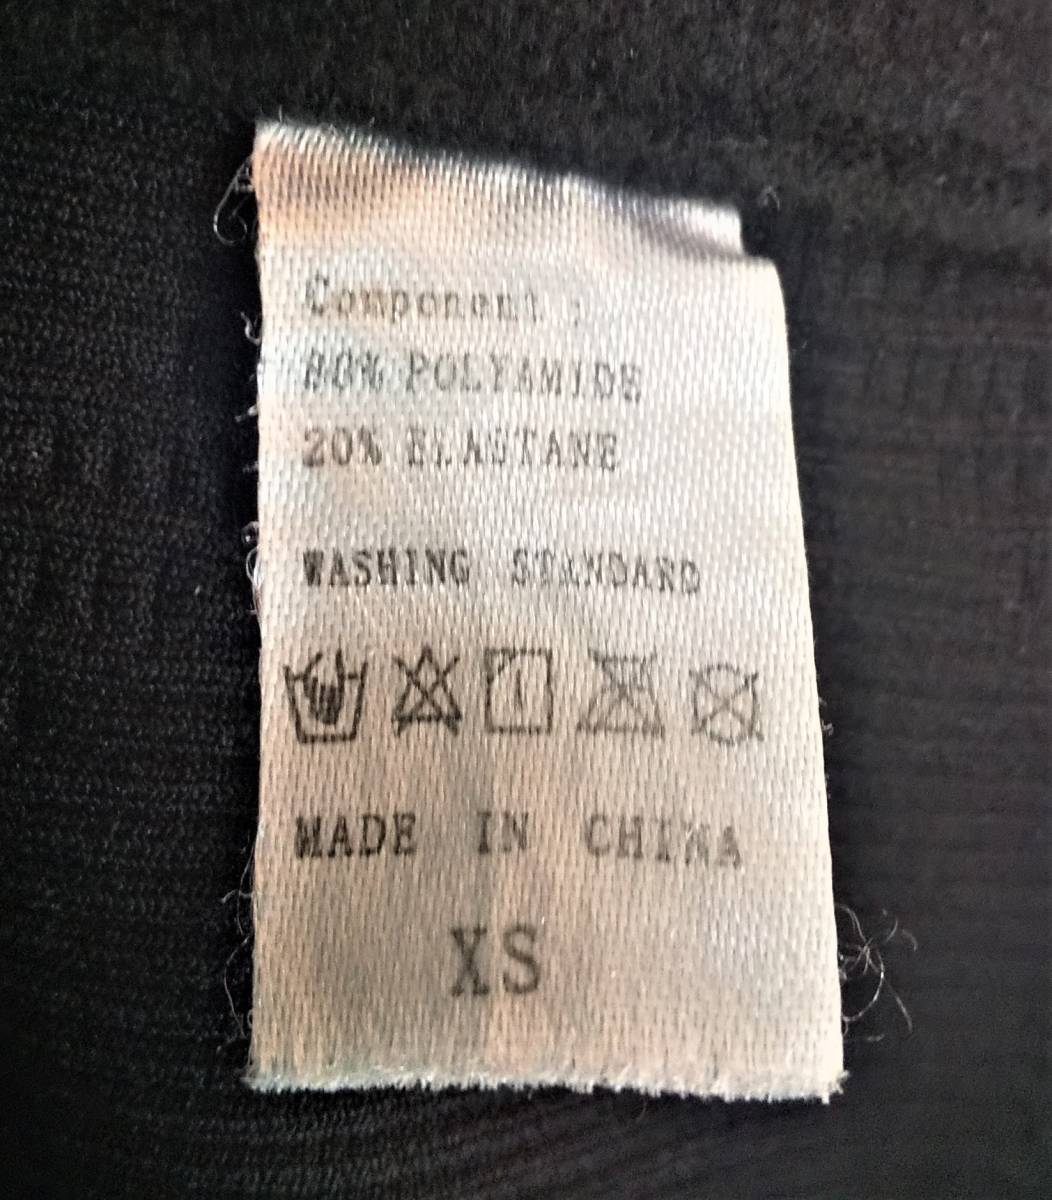 Component :
80% POLYAMIDE
20% ELASTANE
WASHING STANDARD
MADE IN CHINA
XS